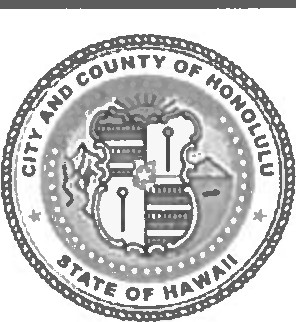 CITY AND COUNTY OF HONOLULU
STATE OF HAWAII